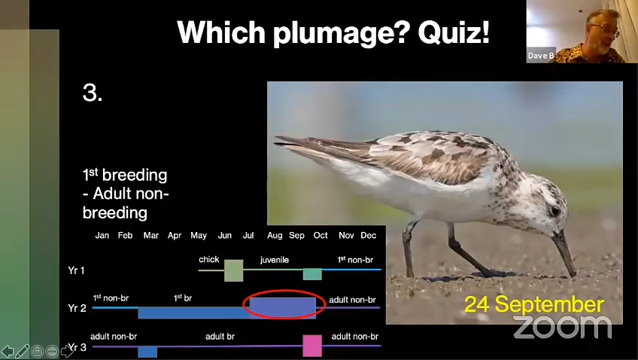 Which plumage? Quiz!
Dave B
3.
1st breeding
- Adult non-
breeding
Jan Feb Mar Apr May Jun Jul Aug Sep Oct Nov Dec
chick juvenile 1st non-br
Yr 1
1st non-br 1st br adult non-br
Yr 2
adult non-br adult br adult non-br
Yr 3
24 September
zoom